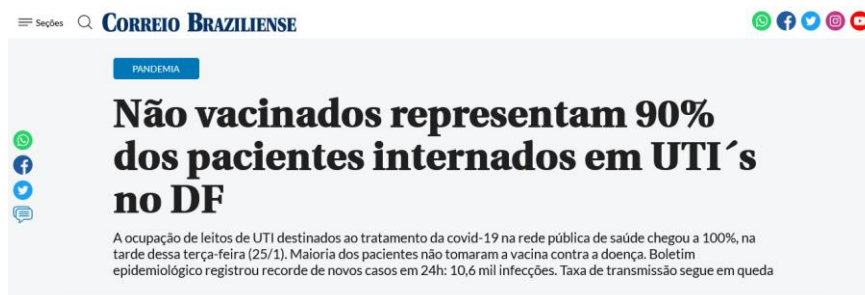 Seções
CORREIO BRAZILIENSE
PANDEMIA
Não vacinados representam 90%
dos pacientes internados em UTI´s
no DF
A ocupação de leitos de UTI destinados ao tratamento da covid-19 na rede pública de saúde chegou a 100%, na
tarde dessa terça-feira (25/1). Maioria dos pacientes não tomaram a vacina contra a doença. Boletim
epidemiológico registrou recorde de novos casos em 24h: 10,6 mil infecções. Taxa de transmissão segue em queda